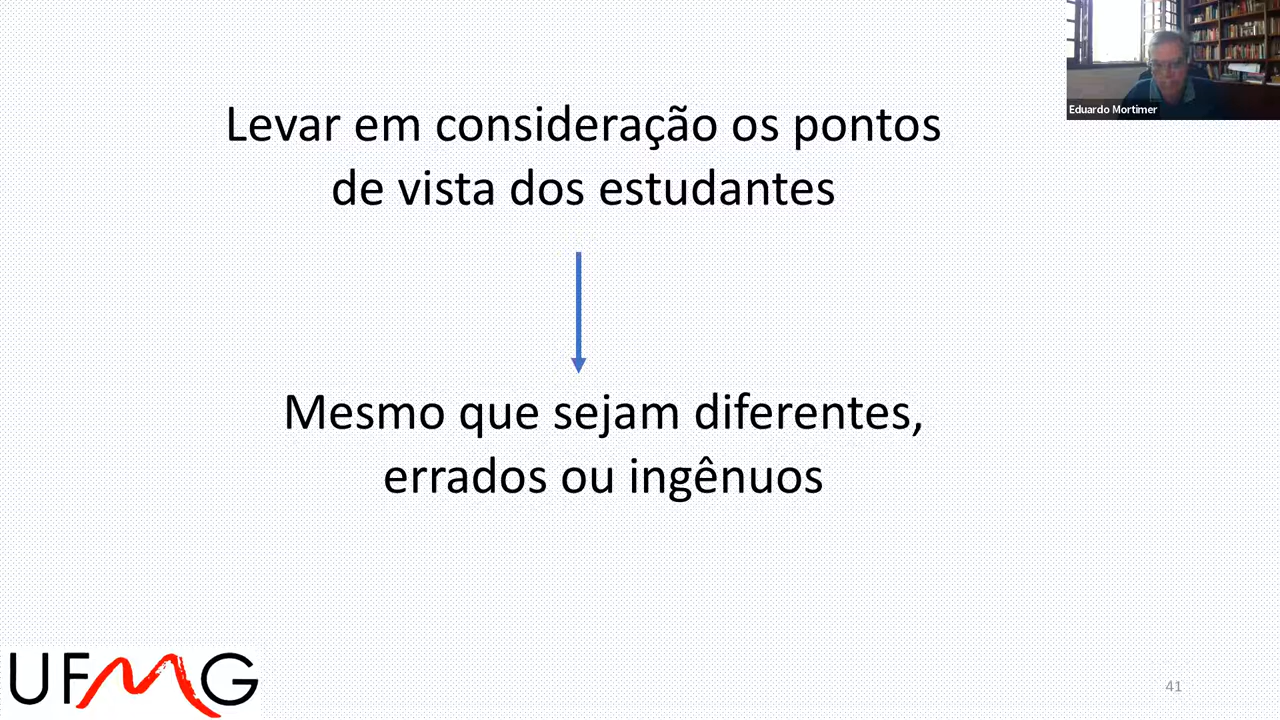 Eduardo Mortimer
Levar em consideração os pontos
de vista dos estudantes
Mesmo que sejam diferentes,
errados ou ingênuos
UFMG
41